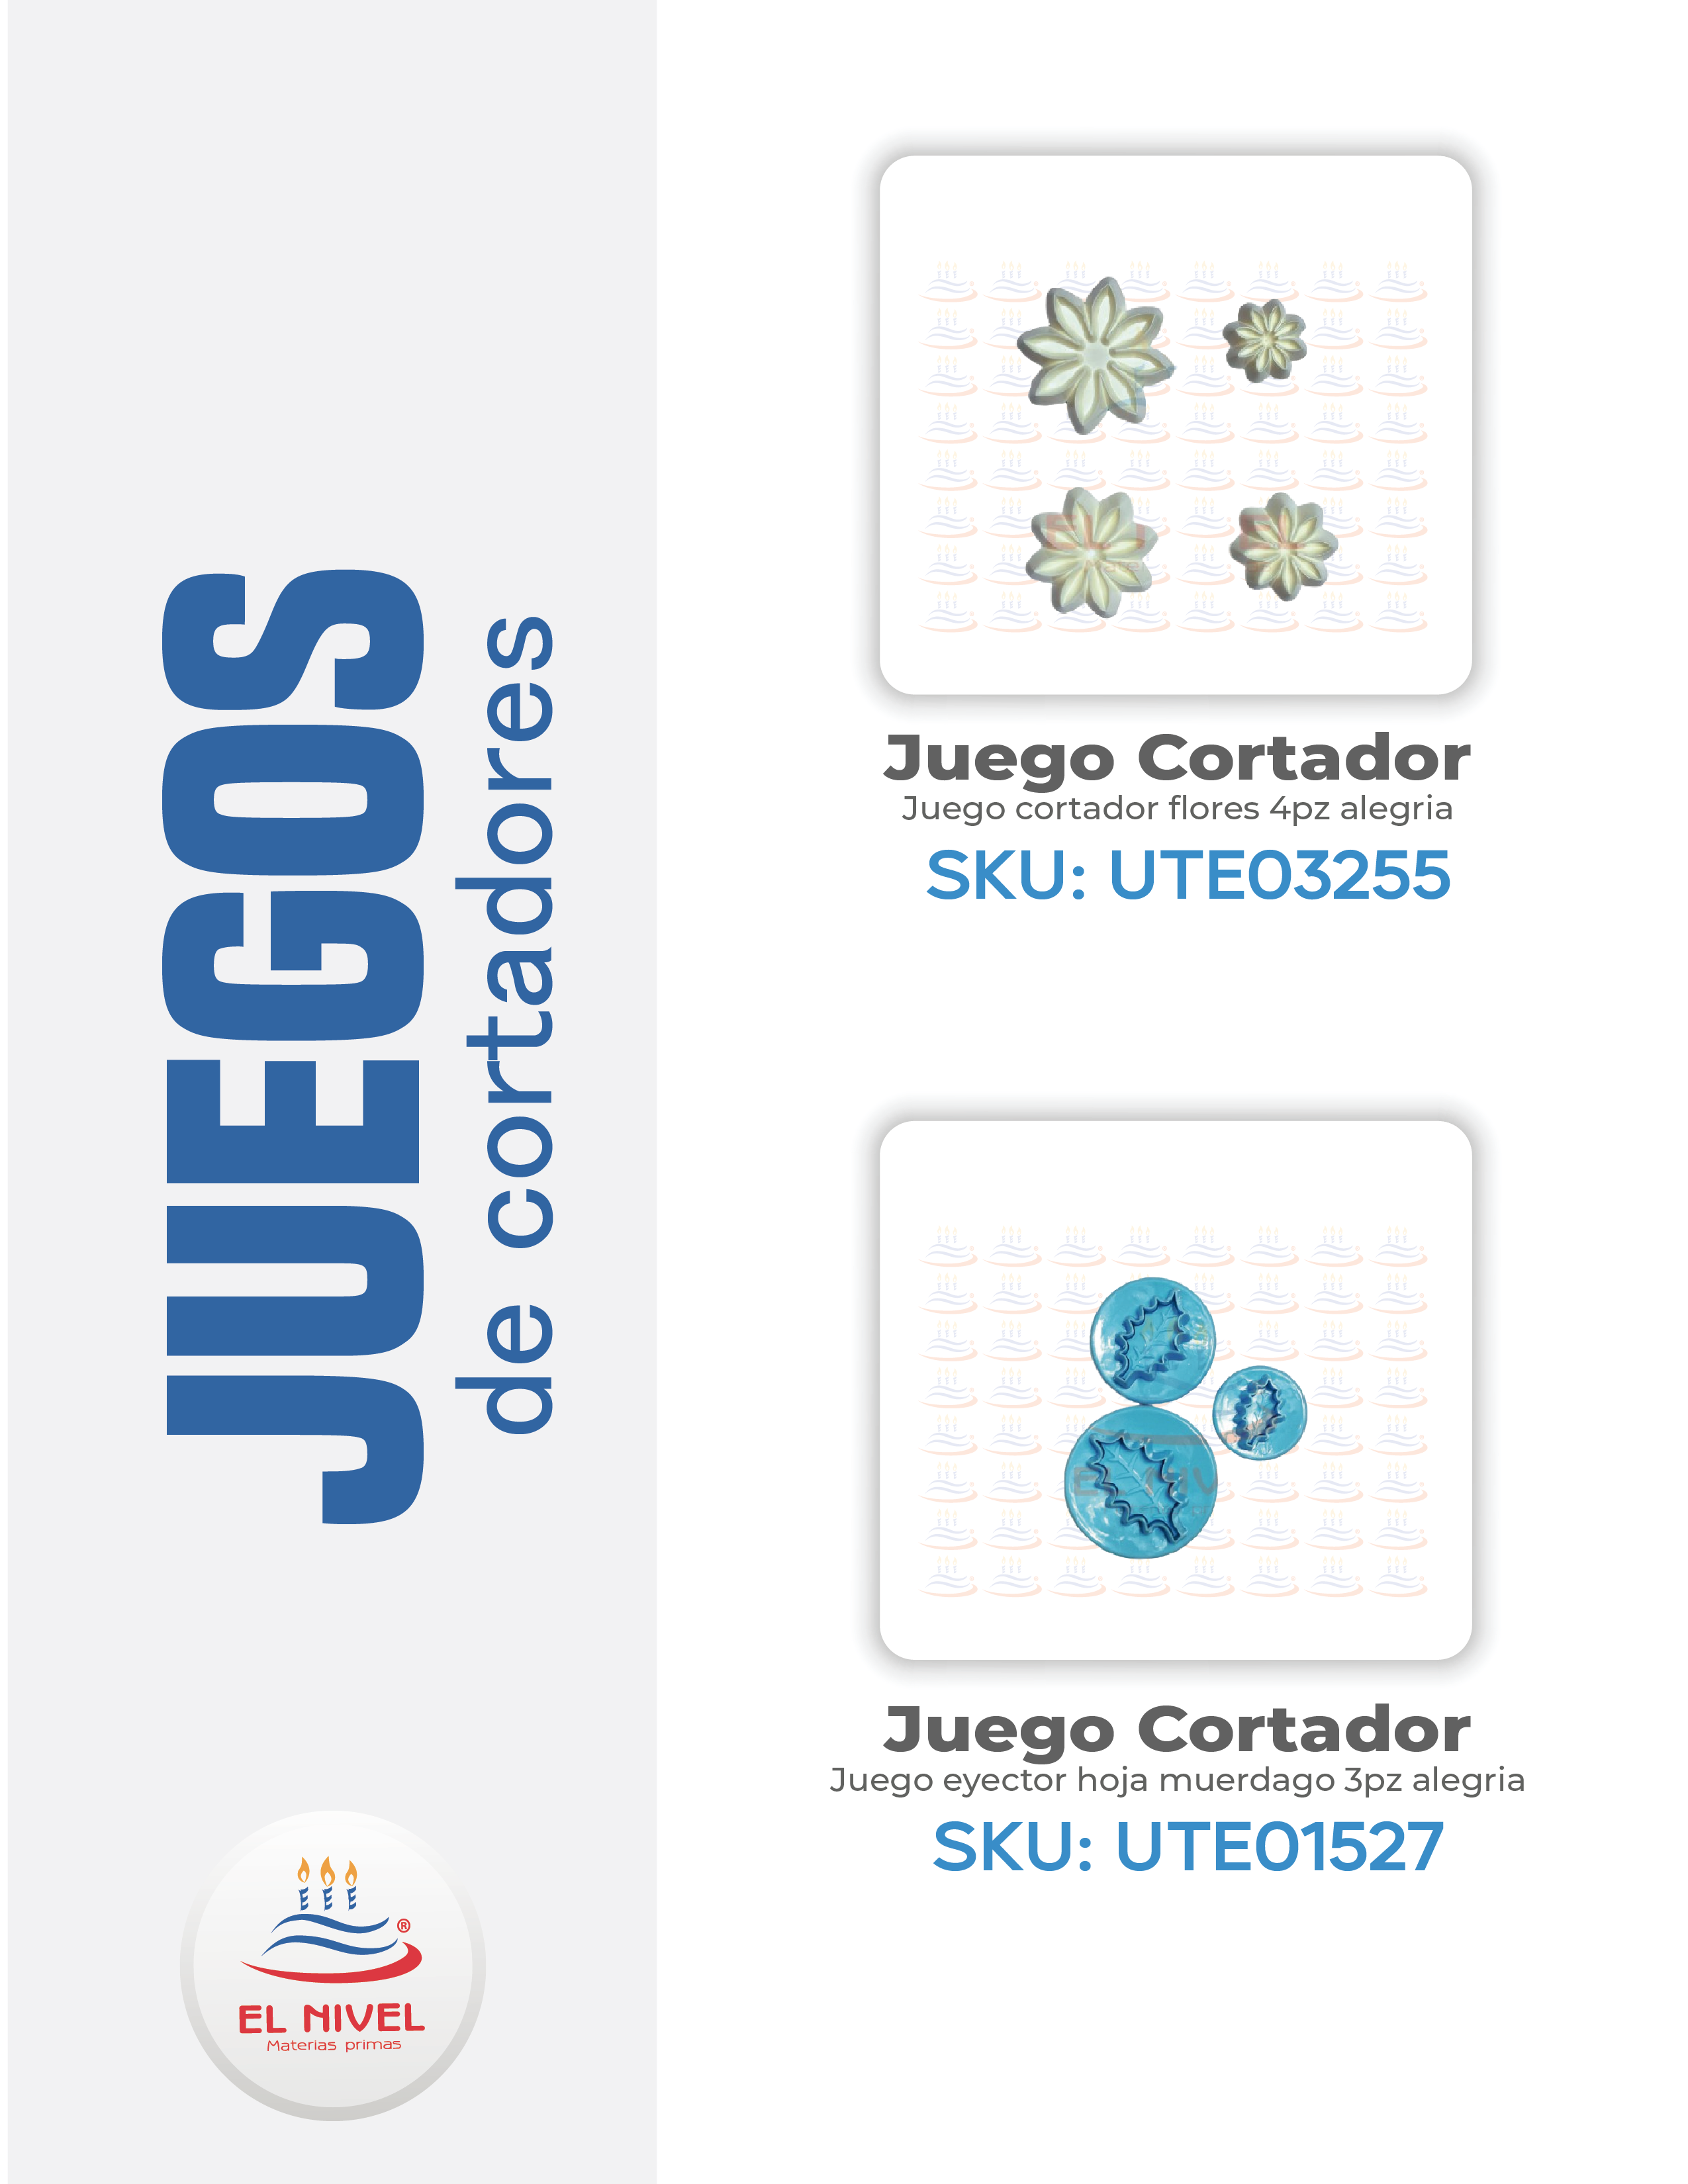 JUEGOS
de cortadores
Juego Cortador
Juego cortador flores 4pz alegria
SKU: UTE03255
Juego Cortador
Juego eyector hoja muerdago 3pz alegria
SKU: UTE01527
®
EL NIVEL
Materias primas